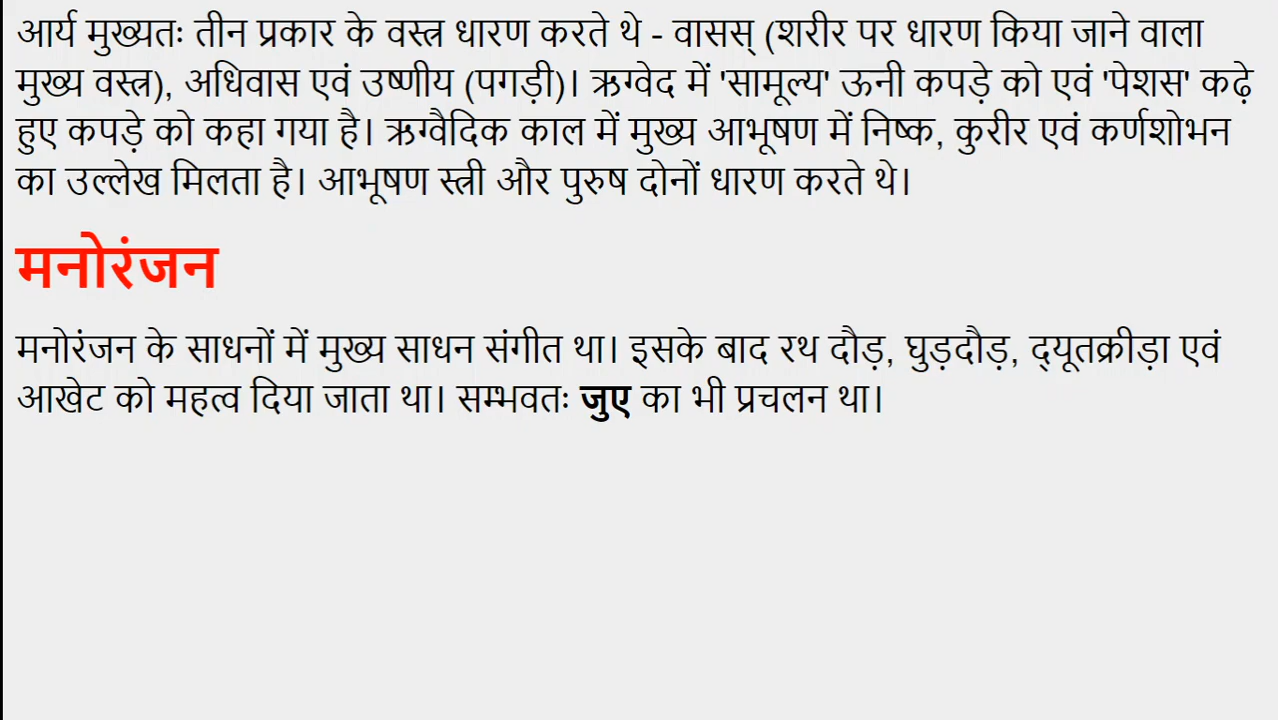 आर्य मुख्यतः तीन प्रकार के वस्त्र धारण करते थे - वासस् (शरीर पर धारण किया जाने वाला
मुख्य वस्त्र), अधिवास एवं उष्णीय (पगड़ी)। ऋग्वेद में 'सामूल्य' ऊनी कपड़े को एवं 'पेशस' कढ़े
हुए कपड़े को कहा गया है। ऋग्वैदिक काल में मुख्य आभूषण में निष्क, कुरीर एवं कर्णशोभन
का उल्लेख मिलता है। आभूषण स्त्री और पुरुष दोनों धारण करते थे।
मनोरंजन
मनोरंजन के साधनों में मुख्य साधन संगीत था। इसके बाद रथ दौड़, घुड़दौड़, द्यूतक्रीड़ा एवं
आखेट को महत्व दिया जाता था। सम्भवतः जुए का भी प्रचलन था।